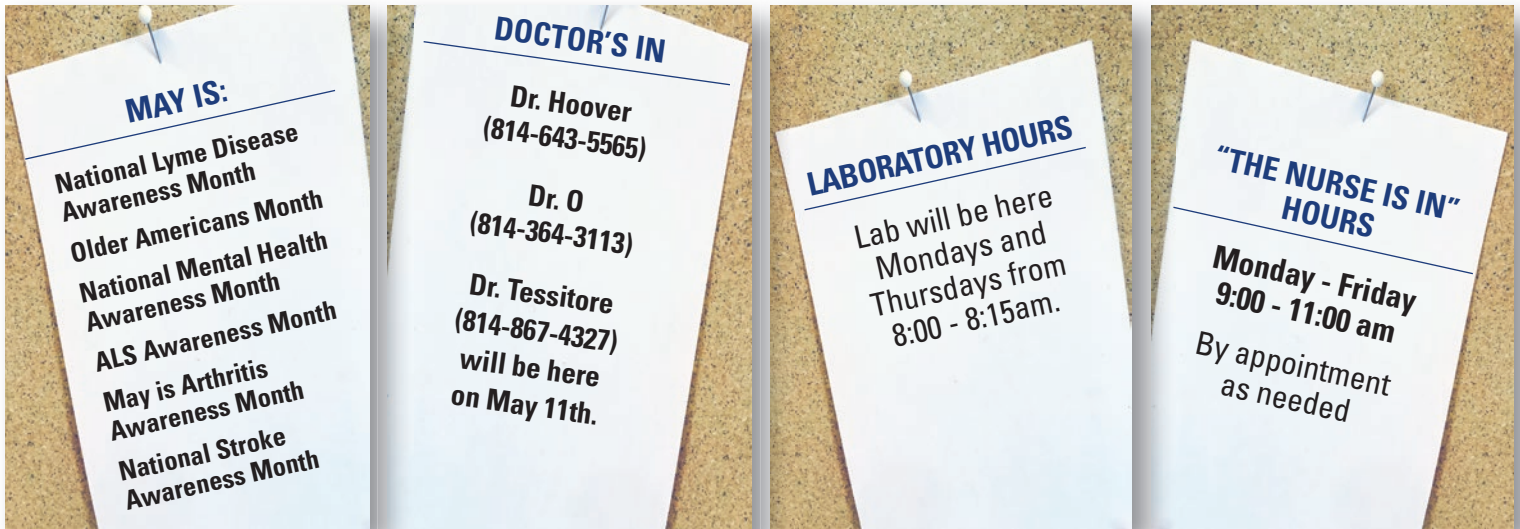 MAY IS:
National Lyme Disease
Awareness Month
Older Americans Month
National Mental Health
Awareness Month
ALS Awareness Month
May is Arthritis
Awareness Month
National Stroke
Awareness Month
DOCTOR'S IN
Dr. Hoover
(814-643-5565)
Dr. O
(814-364-3113)
Dr. Tessitore
(814-867-4327)
will be here
on May 11th.
LABORATORY HOURS
Lab will be here
Mondays and
Thursdays from
8:00 - 8:15am.
“THE NURSE IS IN”
HOURS
Monday - Friday
9:00 - 11:00 am
By appointment
as needed